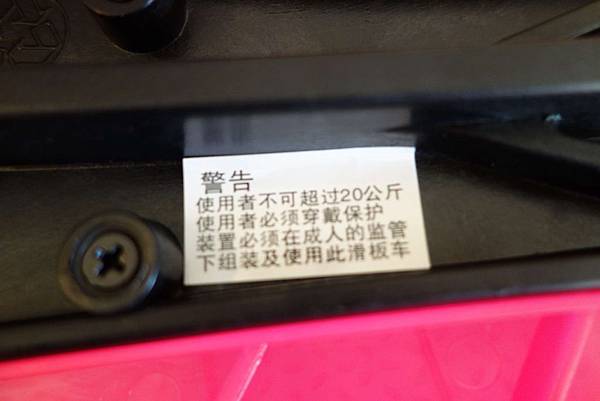 警告
使用者不可超过20公斤
使用者必须穿戴保护
装置必须在成人的监管
下组装及使用此滑板车